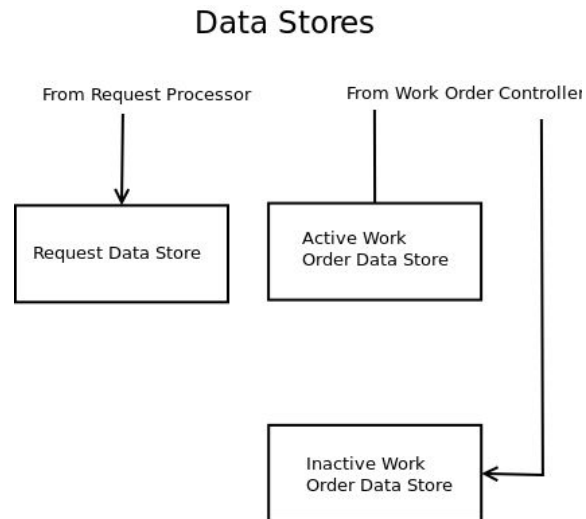 Data Stores
From Request Processor
From Work Order Controller
Request Data Store
Active Work
Order Data Store
Inactive Work
Order Data Store